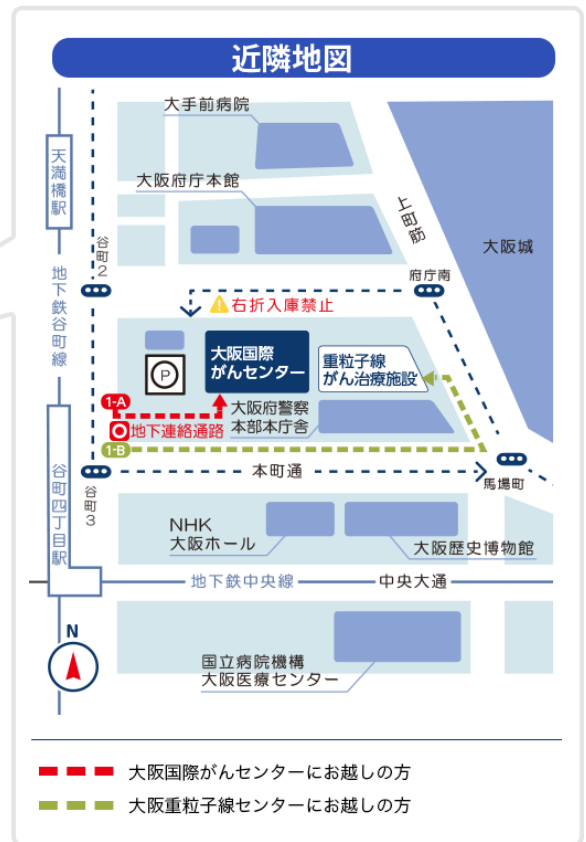 近隣地図
大手前病院
天満橋駅
大阪府庁本館
上町筋
大阪城
谷町2
府庁南
地下鉄谷町線
右折入庫禁止
大阪国際
がんセンター
重粒子線
がん治療施設
P
1-A
大阪府警察
本部本庁舎
地下連絡通路
1-B
本町通
谷町3
馬場町
谷町四丁目駅
NHK
大阪ホール
大阪歴史博物館
地下鉄中央線
中央大通
N
国立病院機構
大阪医療センター
大阪国際がんセンターにお越しの方
大阪重粒子線センターにお越しの方